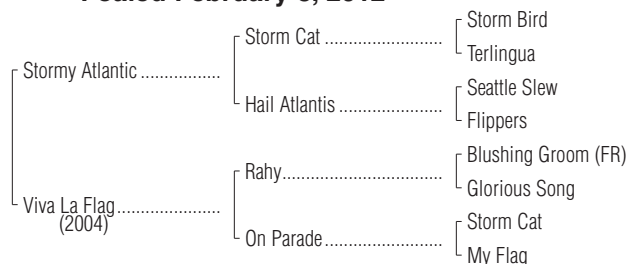 Foaled February 2012
Storm Bird
Storm Cat
Terlingua
Stormy Atlantic
Seattle Slew
Hail Atlantis
Flippers
Blushing Groom (FR)
Rahy
Glorious Song
Viva La Flag
(2004)
Storm Cat
On Parade
My Flag